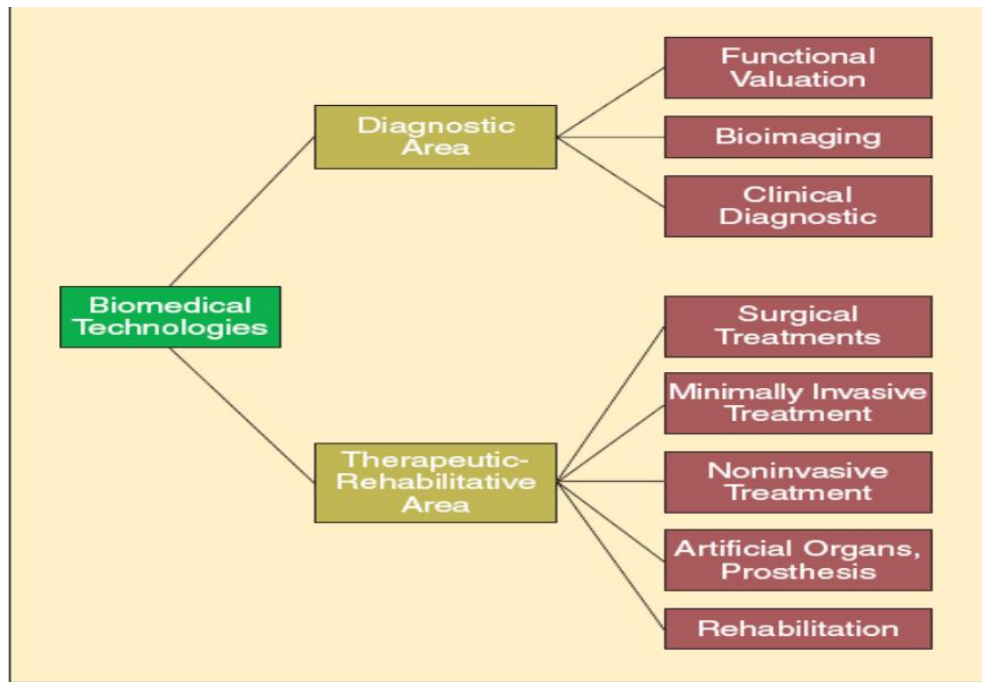 Functional
Valuation
Diagnostic
Area
Bioimaging
Clinical
Diagnostic
Biomedical
Technologies
Surgical
Treatments
Minimally Invasive
Treatment
Therapeutic-
Rehabilitative
Area
Noninvasive
Treatment
Artificial Organs,
Prosthesis
Rehabilitation